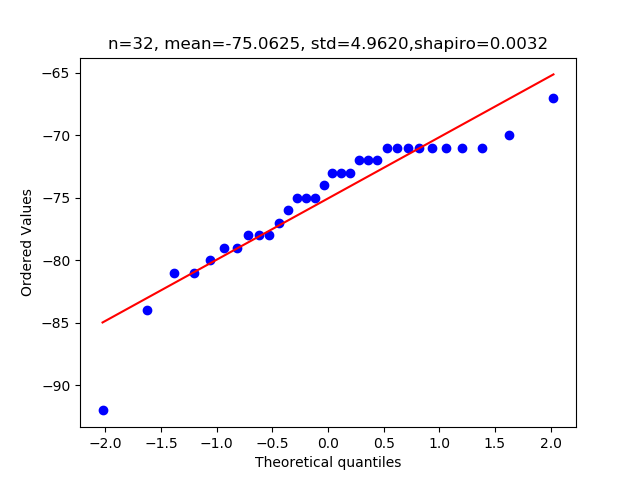 n=32, mean=-75.0625, std=4.9620,shapiro=0.0032
−65
−70
−75
−80
−85
−90
Ordered Values
−2.0 −1.5 −1.0 −0.5 0.0 0.5 1.0 1.5 2.0
Theoretical quantiles